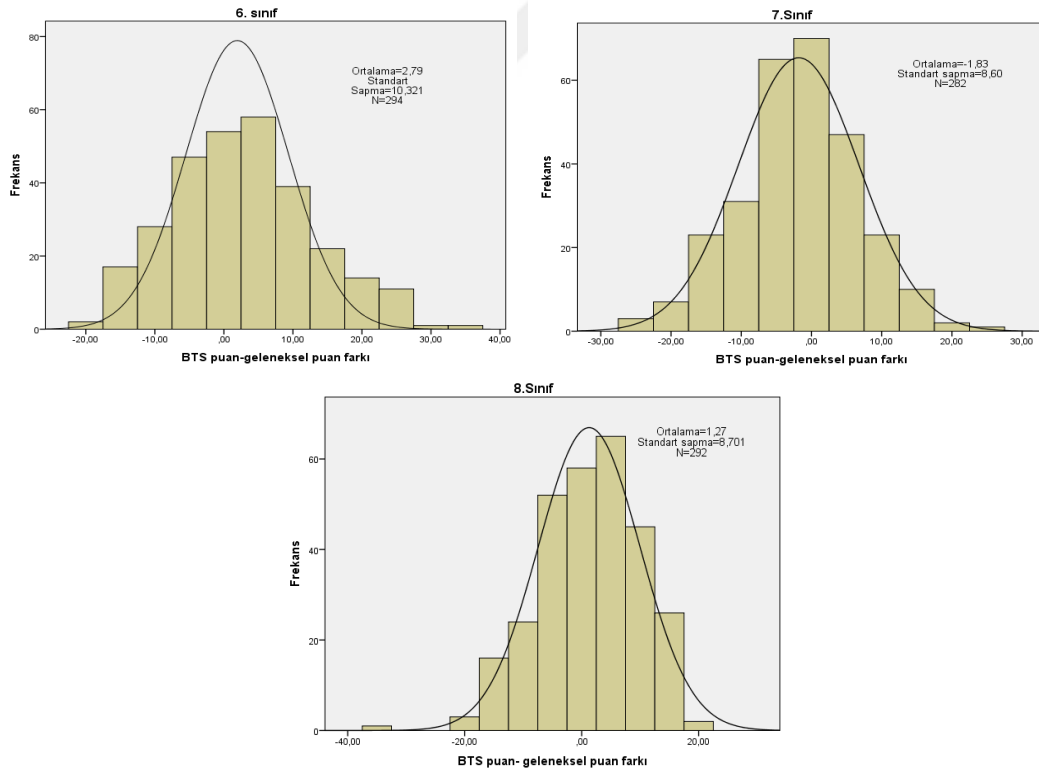 6. sınıf
80
60
40
20
0
Frekans
Ortalama=2,79
Standart
Sapma=10,321
N=294
-20,00
-10,00
,00
10,00
20,00
30,00
40,00
BTS puan-geleneksel puan farkı
7.Sınıf
60
40
20
0
Frekans
Ortalama=-1,83
Standart sapma=8,60
N=282
-30,00
-20,00
-10,00
,00
10,00
20,00
30,00
BTS puan-geleneksel puan farkı
8.Sınıf
60
40
20
0
Frekans
Ortalama=1,27
Standart sapma=8,701
N=292
-40,00
-20,00
,00
20,00
BTS puan- geleneksel puan farkı